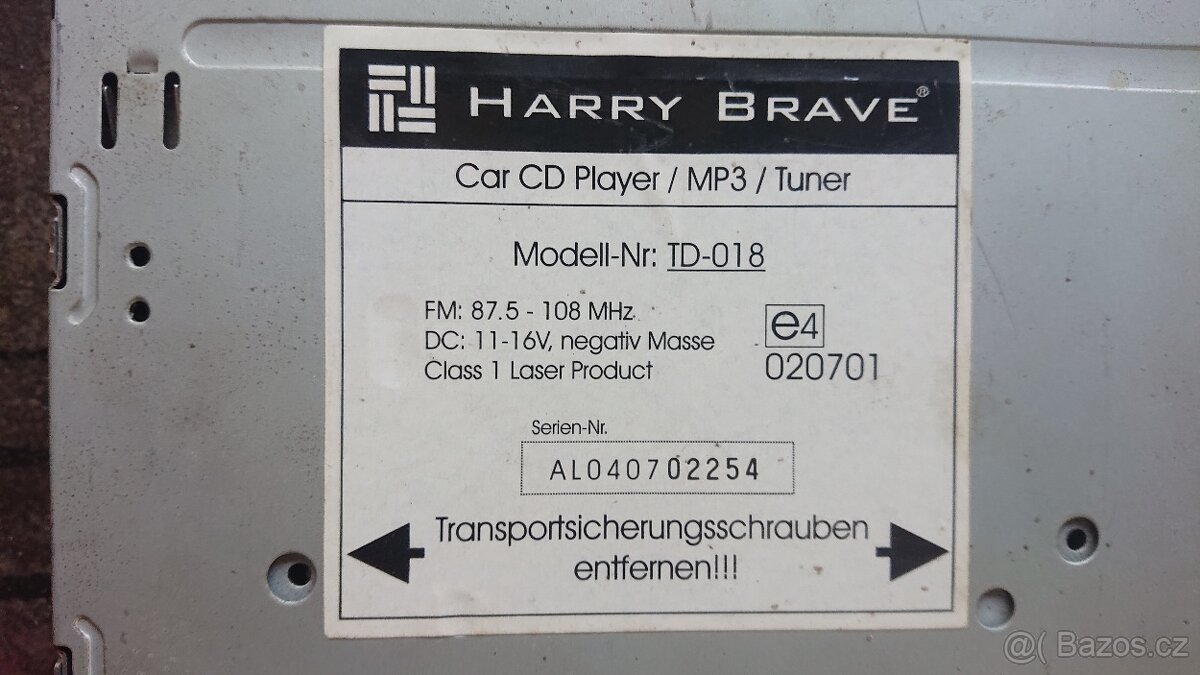 HARRY BRAVE®
Car CD Player / MP3 / Tuner
Modell-Nr: TD-018
FM: 87.5 - 108 MHz
DC: 11-16V, negativ Masse
Class 1 Laser Product
e4
020701
Serien-Nr.
AL040702254
Transportsicherungsschrauben
entfernen!!!
@( Bazos.cz